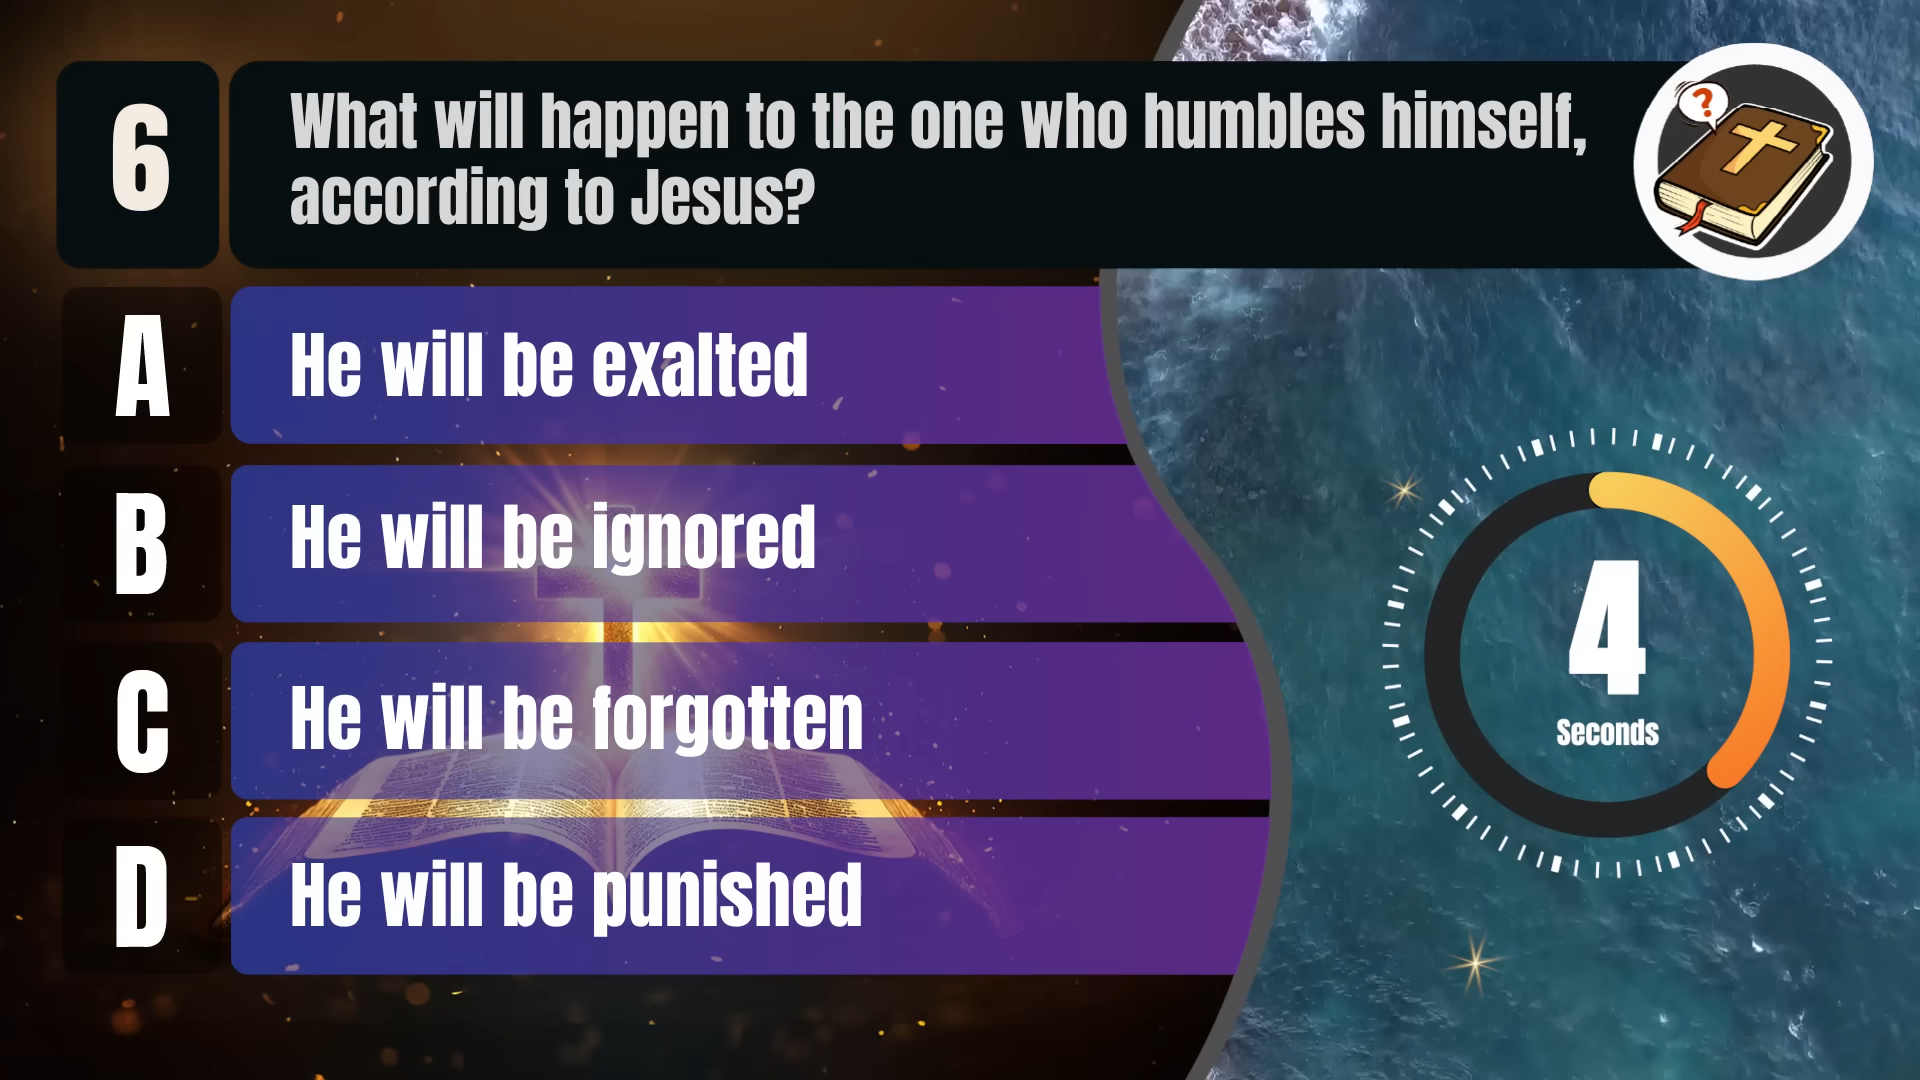 6
What will happen to the one who humbles himself,
according to Jesus?
?
A
He will be exalted
B
He will be ignored
C
He will be forgotten
D
He will be punished
4
Seconds